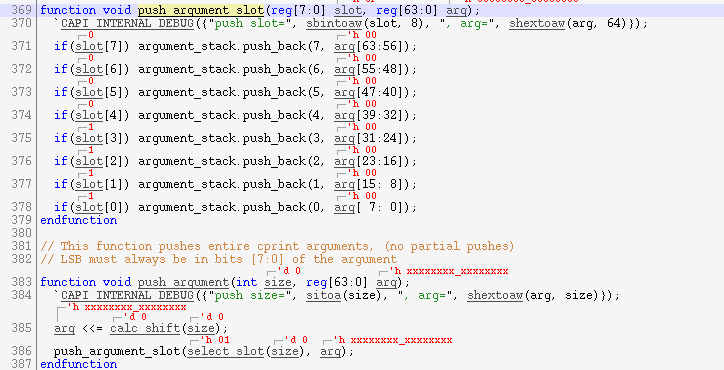 369 function void push_argument_slot(reg[7:0] slot, reg[63:0] arg);
370 `CAPI_INTERNAL_DEBUG({"push slot=", sbintoaw(slot, 8), ", arg=", shextoaw(arg, 64)});
0 'h 00
371 if(slot[7]) argument_stack.push_back(7, arg[63:56]);
0 'h 00
372 if(slot[6]) argument_stack.push_back(6, arg[55:48]);
0 'h 00
373 if(slot[5]) argument_stack.push_back(5, arg[47:40]);
0 'h 00
374 if(slot[4]) argument_stack.push_back(4, arg[39:32]);
1 'h 00
375 if(slot[3]) argument_stack.push_back(3, arg[31:24]);
1 'h 00
376 if(slot[2]) argument_stack.push_back(2, arg[23:16]);
1 'h 00
377 if(slot[1]) argument_stack.push_back(1, arg[15: 8]);
1 'h 00
378 if(slot[0]) argument_stack.push_back(0, arg[ 7: 0]);
379 endfunction
380
381 // This function pushes entire cprint arguments, (no partial pushes)
382 // LSB must always be in bits [7:0] of the argument
'd 0 'h xxxxxxxx_xxxxxxxx
383 function void push_argument(int size, reg[63:0] arg);
384 `CAPI_INTERNAL_DEBUG({"push size=", sitoa(size), ", arg=", shextoaw(arg, size)});
'h xxxxxxxx_xxxxxxxx
'd 0 'd 0
385 arg <<= calc_shift(size);
'h 01 'd 0 'h xxxxxxxx_xxxxxxxx
386 push_argument_slot(select_slot(size), arg);
387 endfunction